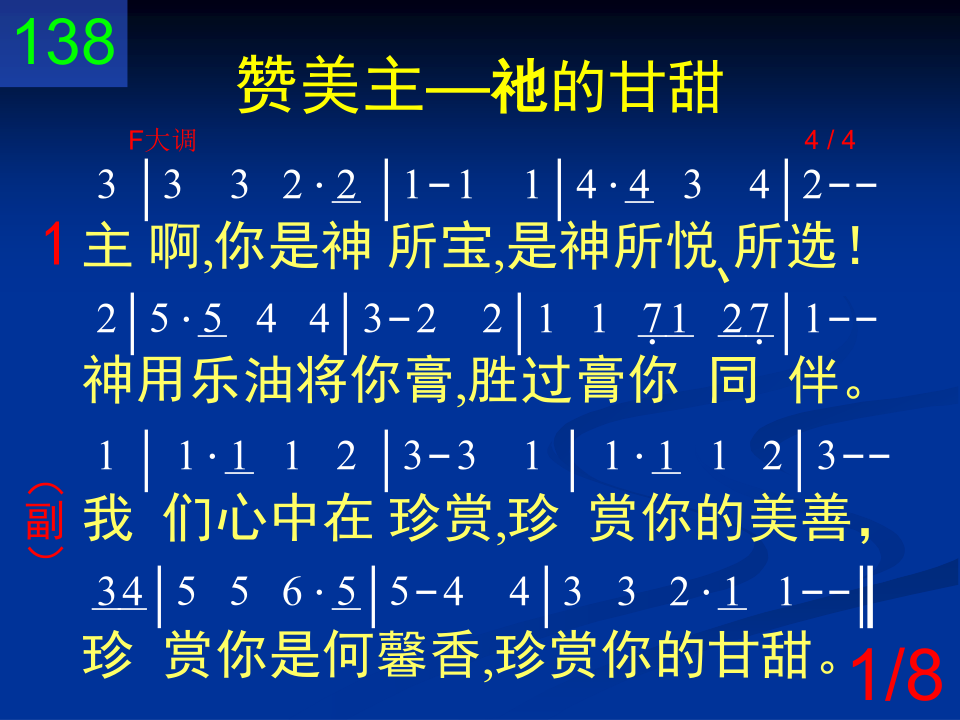 138
赞美主—祂的甘甜
F大调 4 / 4
3 | 3 3 2 · 2 | 1 - 1 1 | 4 · 4 3 4 | 2 - -
1 主 啊,你是神 所宝,是神所悦、所选！
2 | 5 · 5 4 4 | 3 - 2 2 | 1 1 7̣ 1 2 7̣ | 1 - -
神用乐油将你膏,胜过膏你 同 伴。
1 | 1 · 1 1 2 | 3 - 3 1 | 1 · 1 1 2 | 3 - -
（副） 我 们心中在 珍赏,珍 赏你的美善，
3 4 | 5 5 6 · 5 | 5 - 4 4 | 3 3 2 · 1 1 - - ‖
珍 赏你是何馨香,珍赏你的甘甜。
1/8